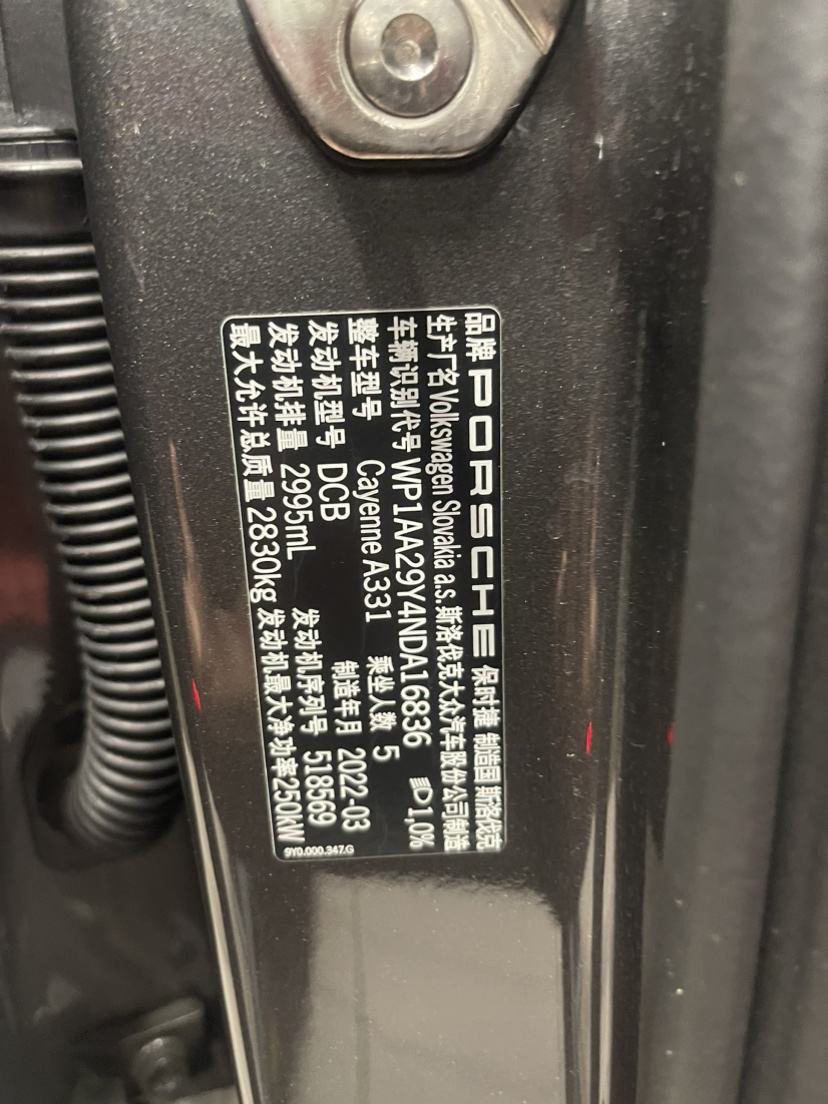 品牌 PORSCHE 保时捷 制造国 斯洛伐克
生产厂名 Volkswagen Slovakia a.s. 斯洛伐克大众汽车股份公司制造
车辆识别代号 WP1AA29Y4NDA16836 1,0%
整车型号 Cayenne A331 乘坐人数 5
发动机型号 DCB 制造年月 2022-03
发动机排量 2995mL 发动机序列号 518569
最大允许总质量 2830kg 发动机最大净功率250kW
9Y0.000.347.G